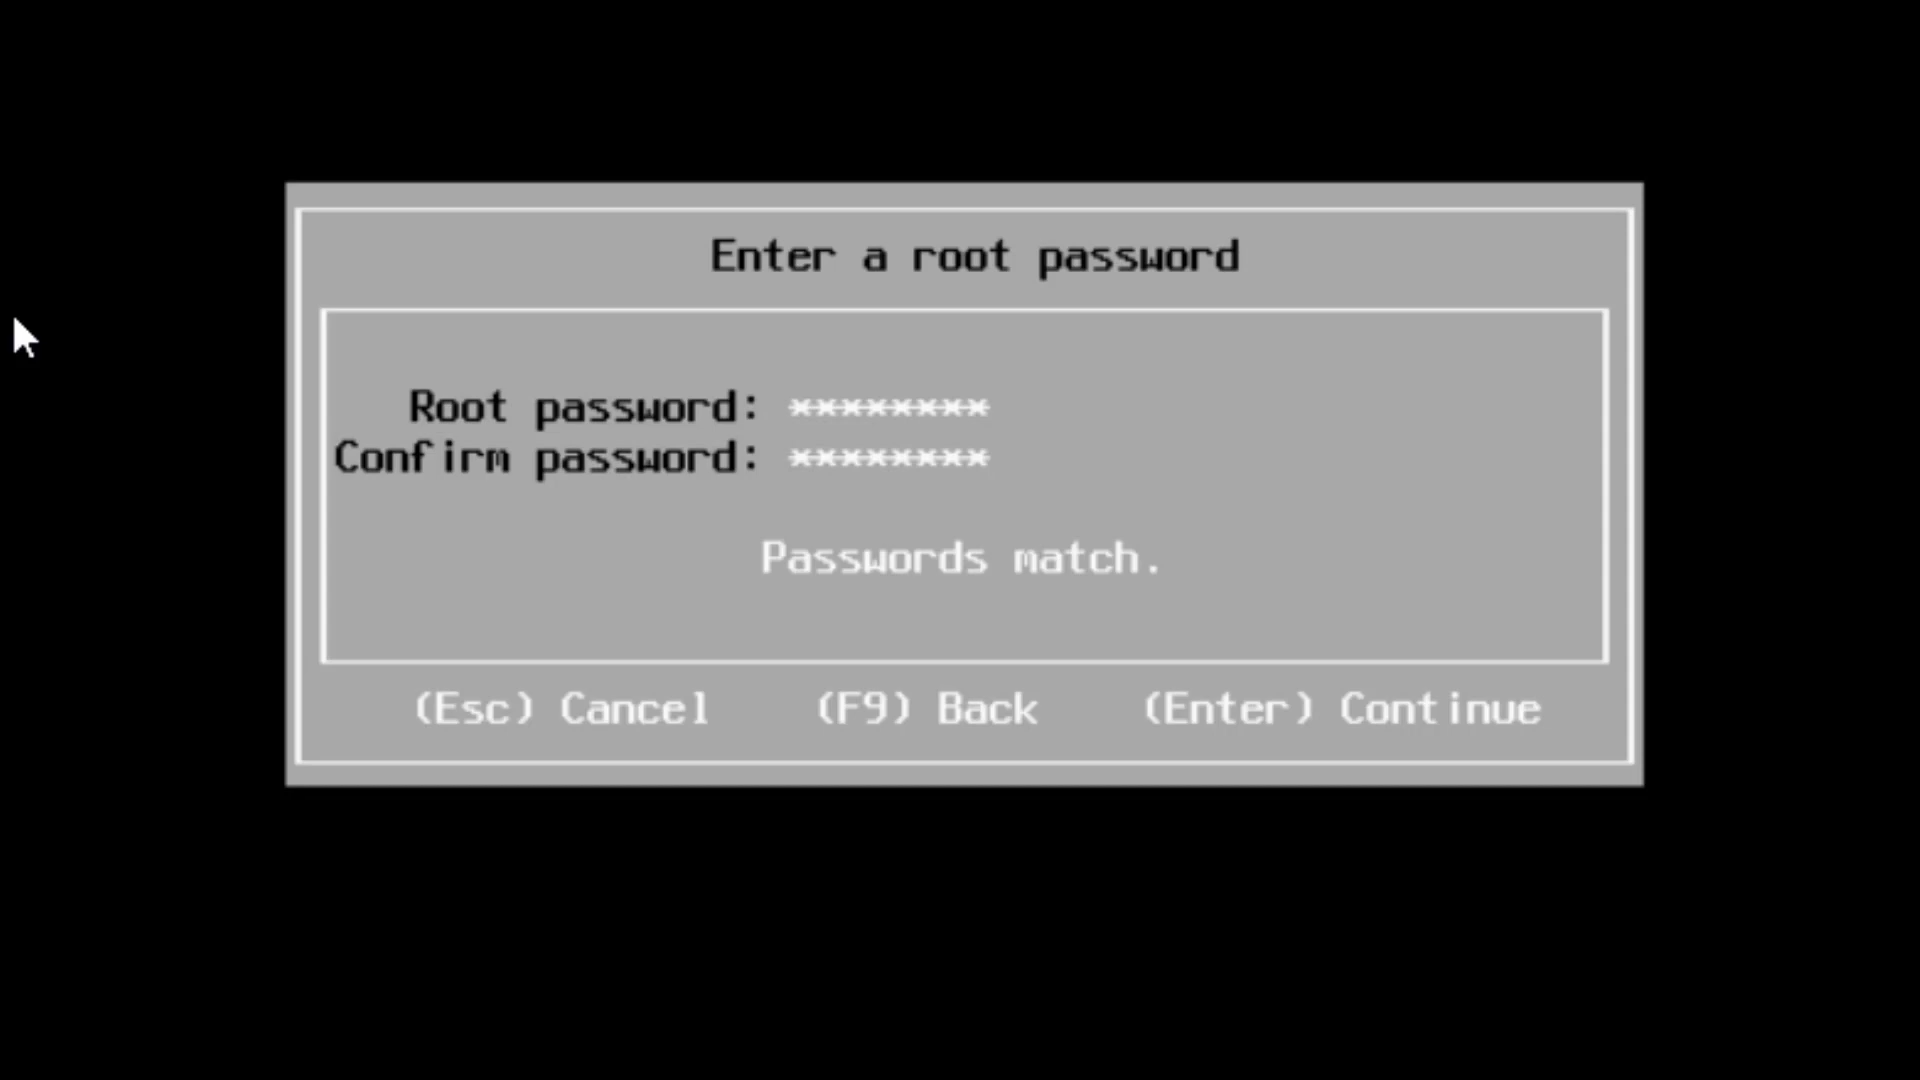 Enter a root password
Root password: ********
Confirm password: ********
Passwords match.
(Esc) Cancel (F9) Back (Enter) Continue